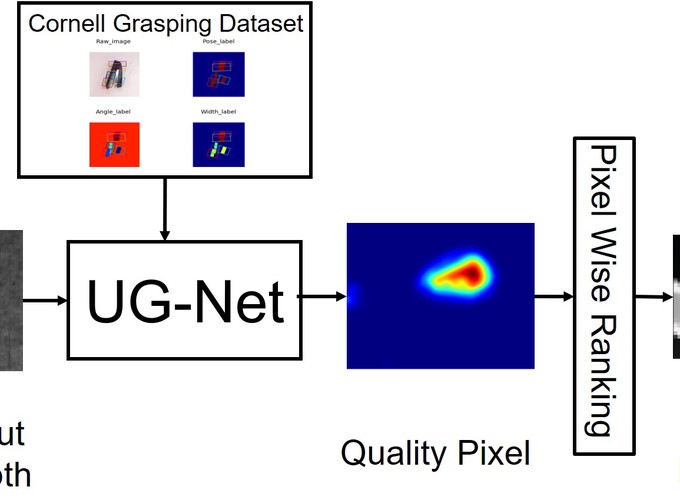 Cornell Grasping Dataset
Raw_image
Pose_label
Angle_label
Width_label
UG-Net
Pixel Wise Ranking
Quality Pixel
ut
oth